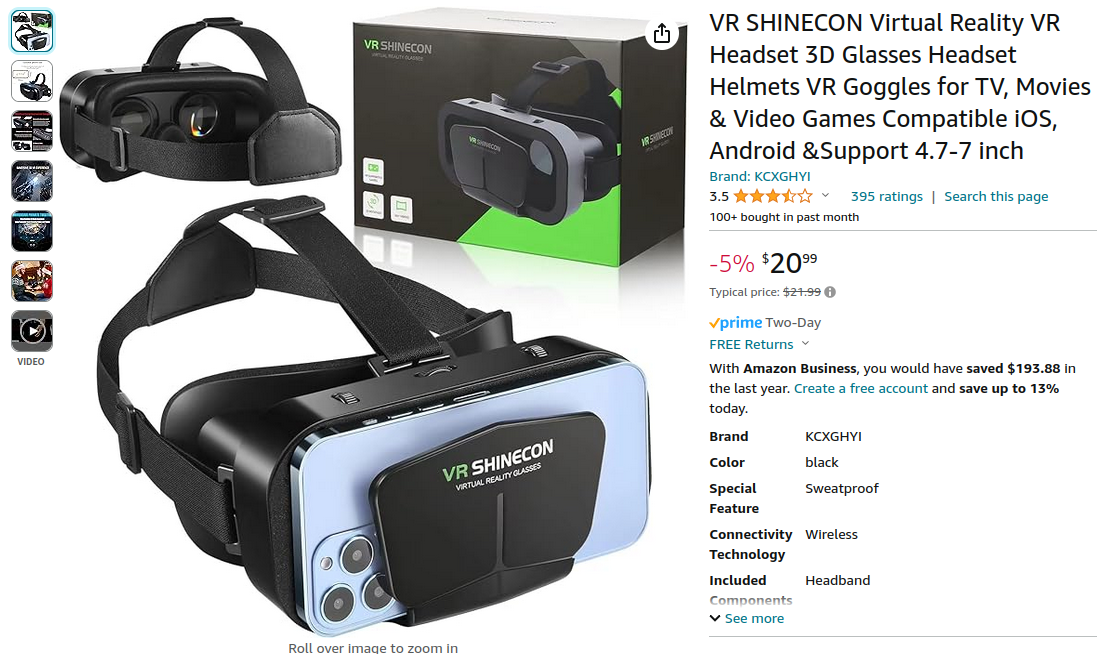 VR SHINECON
VIRTUAL REALITY GLASSES
VR SHINECON
VR SHINECON
VR SHINECON
VIRTUAL REALITY GLASSES
VIDEO
Roll over image to zoom in
VR SHINECON Virtual Reality VR
Headset 3D Glasses Headset
Helmets VR Goggles for TV, Movies
& Video Games Compatible iOS,
Android &Support 4.7-7 inch
Brand: KCXGHYI
3.5 395 ratings | Search this page
100+ bought in past month
-5% $20 99
Typical price: $21.99
prime Two-Day
FREE Returns
With Amazon Business, you would have saved $193.88 in
the last year. Create a free account and save up to 13%
today.
Brand KCXGHYI
Color black
Special Sweatproof
Feature
Connectivity Wireless
Technology
Included Headband
Components
See more